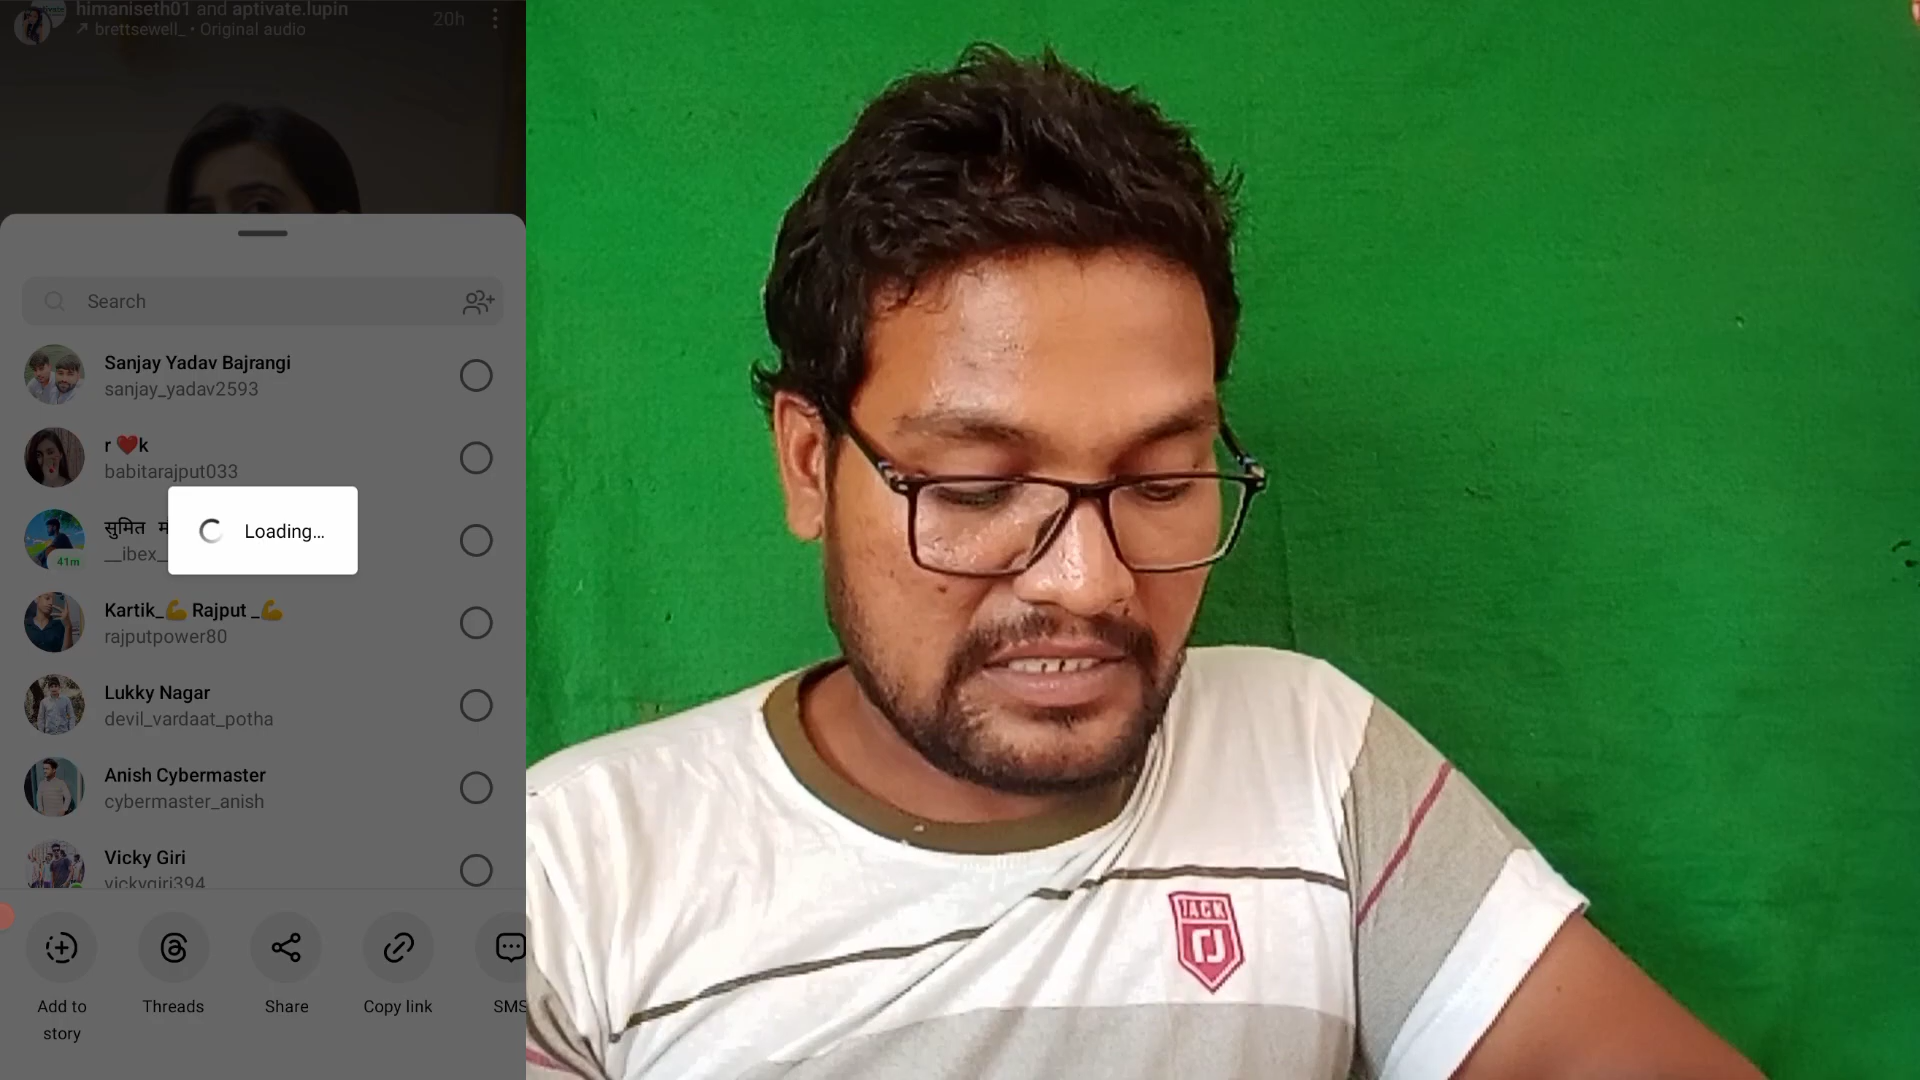 himaniseth01 and aptivate.lupin
20h
brettsewell_ • Original audio
Search
Sanjay Yadav Bajrangi
sanjay_yadav2593
r ❤️k
babitarajput033
सुमित
__ibex_
41m
Loading...
Kartik_💪 Rajput _💪
rajputpower80
Lukky Nagar
devil_vardaat_potha
Anish Cybermaster
cybermaster_anish
Vicky Giri
vickygiri394
Add to story
Threads
Share
Copy link
SMS
JACK